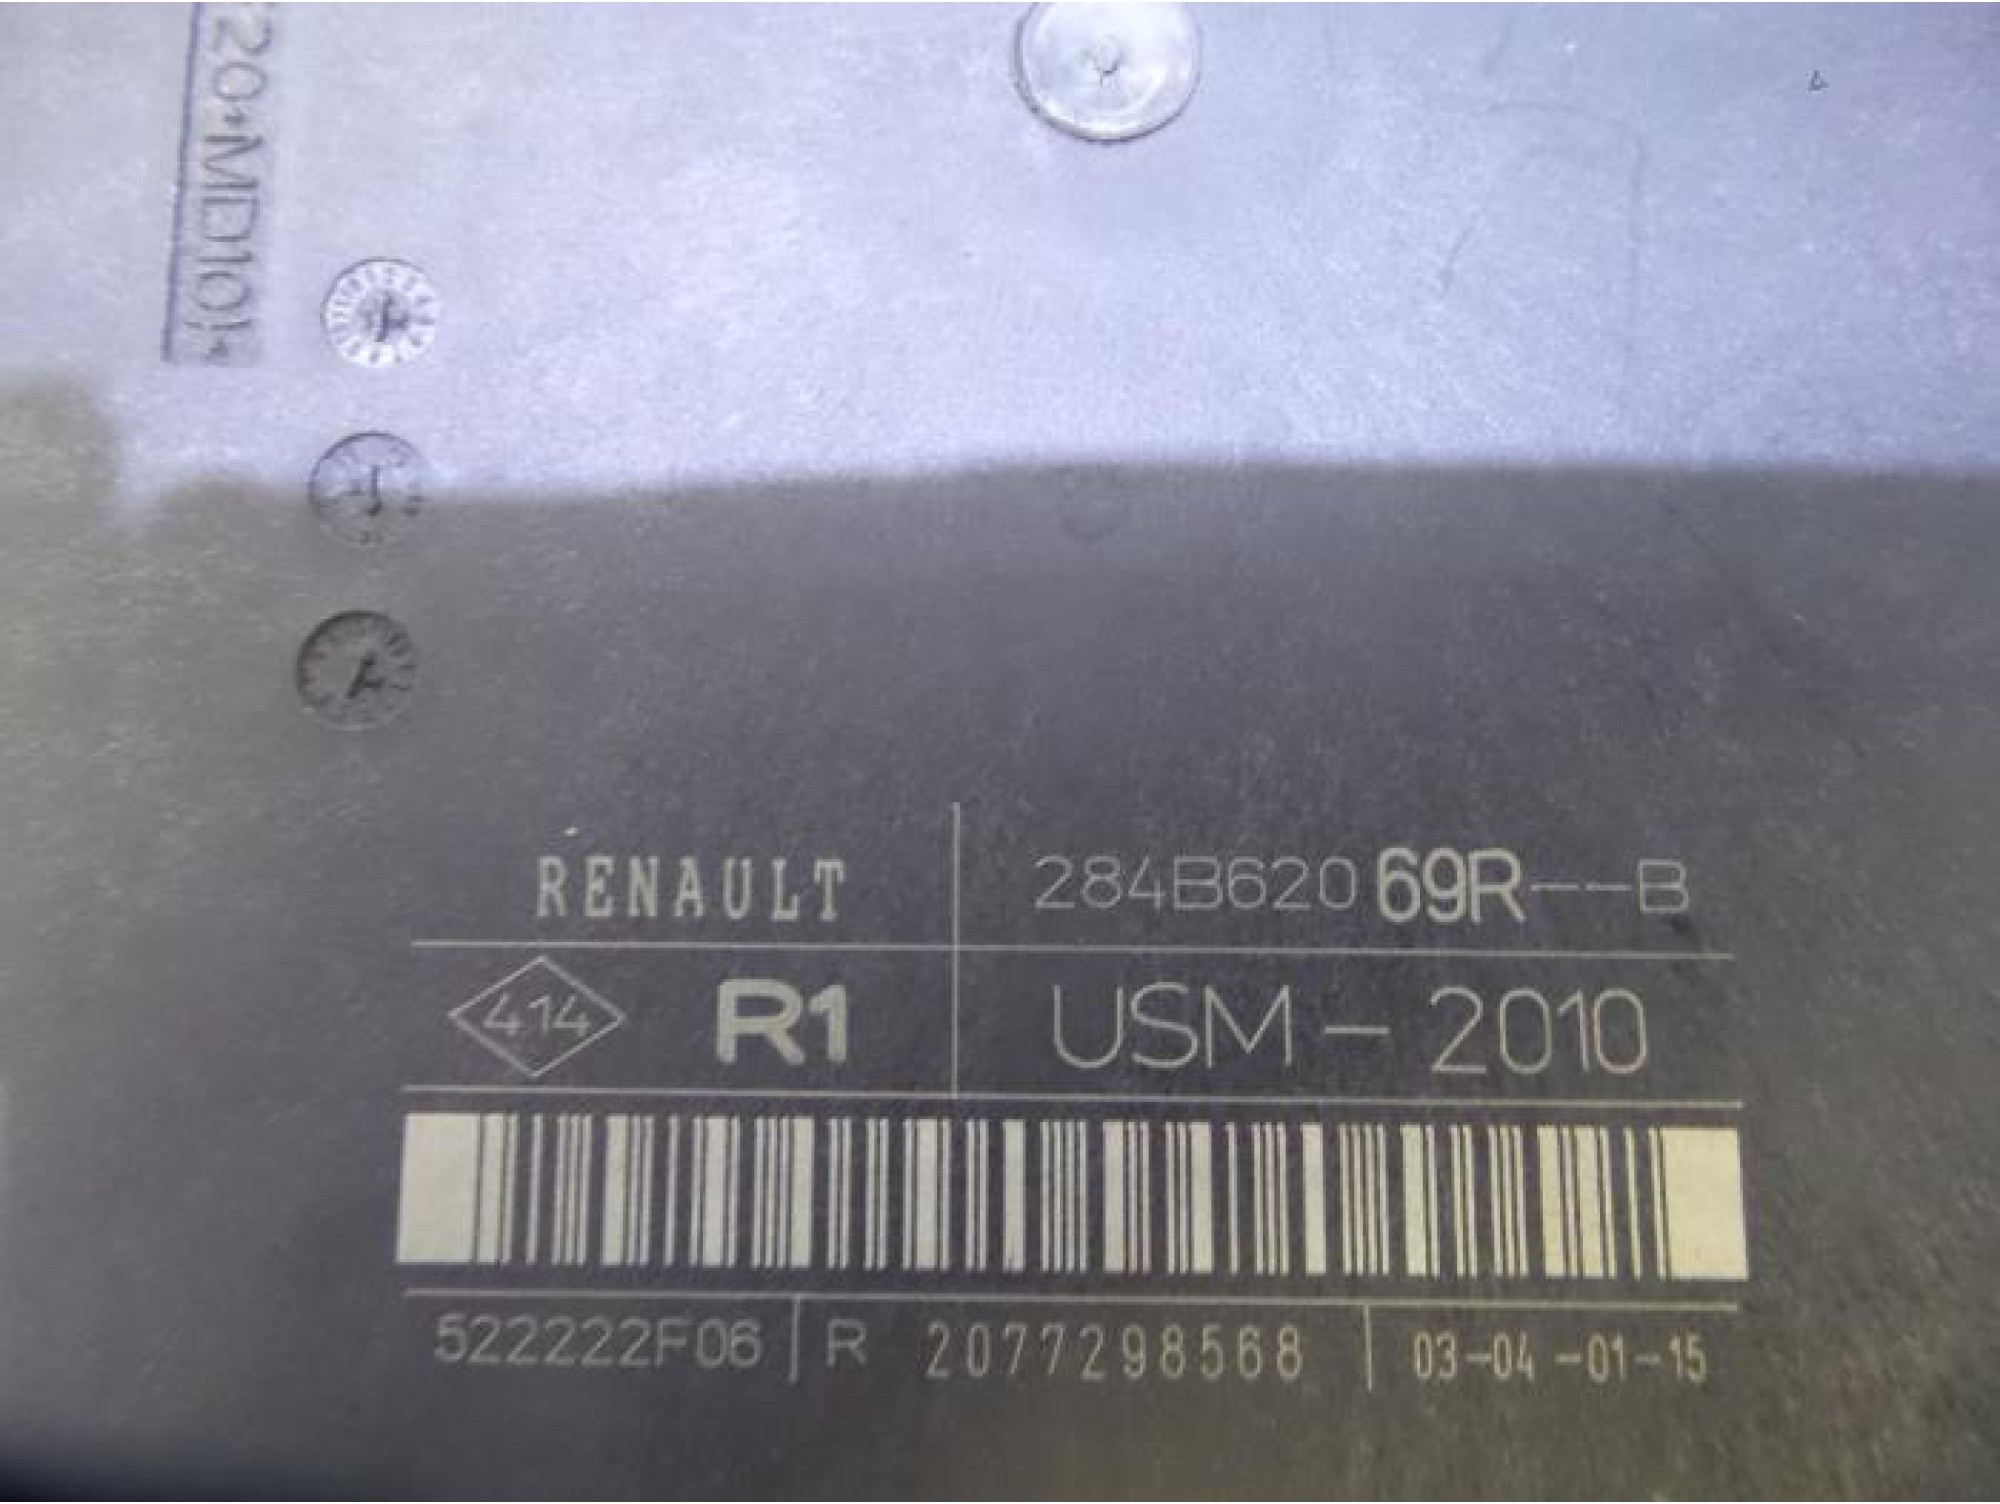 20+MD10
RENAULT 284B62069R--B
414 R1 USM-2010
522222F06 R 2077298568 03-04-01-15